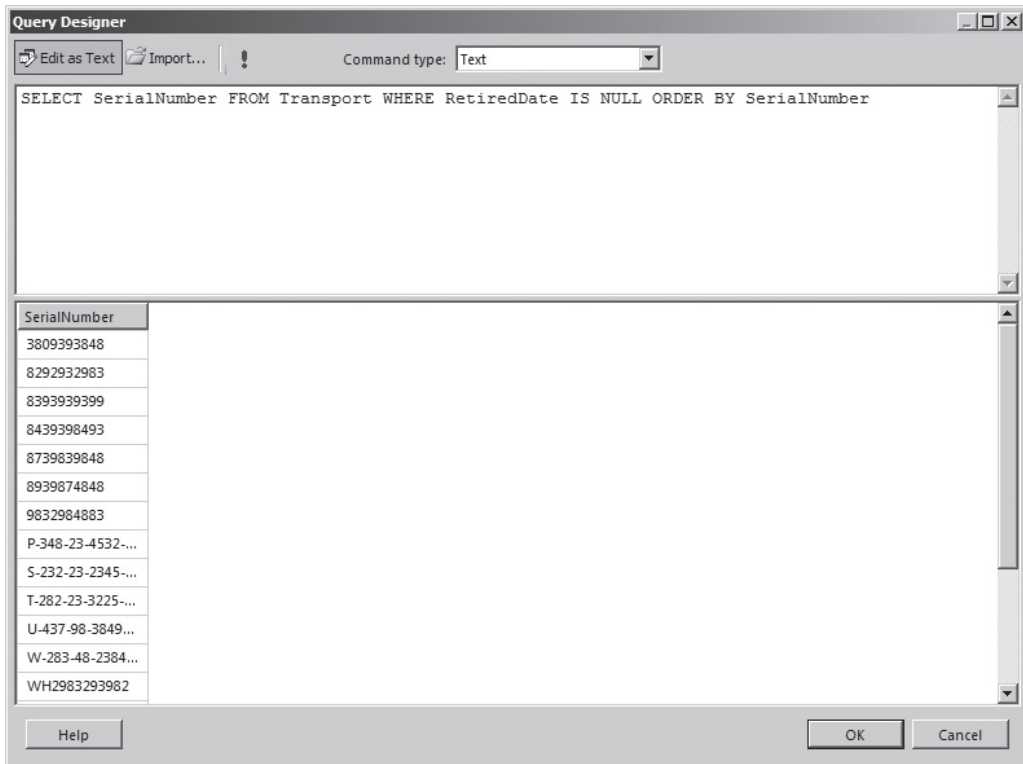 Query Designer
Edit as Text Import... ! Command type: Text
SELECT SerialNumber FROM Transport WHERE RetiredDate IS NULL ORDER BY SerialNumber
SerialNumber
3809393848
8292932983
8393939399
8439398493
8739839848
8939874848
9832984883
P-348-23-4532-...
S-232-23-2345-...
T-282-23-3225-...
U-437-98-3849...
W-283-48-2384...
WH2983293982
Help OK Cancel